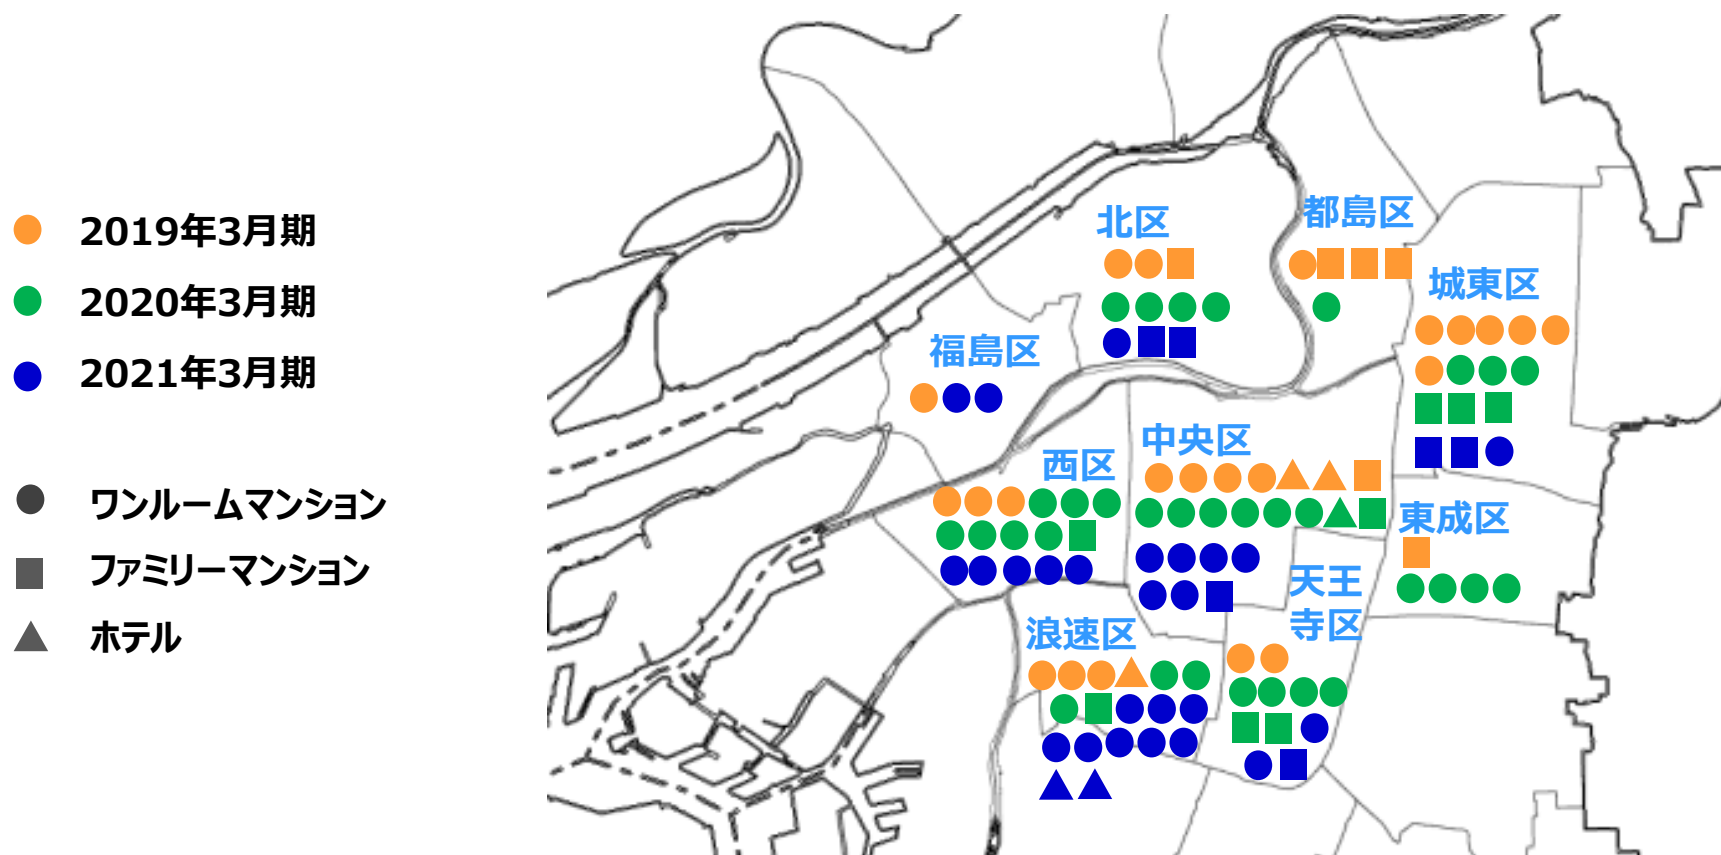 2019年3月期
2020年3月期
2021年3月期
ワンルームマンション
ファミリーマンション
ホテル
北区
都島区
城東区
福島区
中央区
西区
東成区
天王
寺区
浪速区